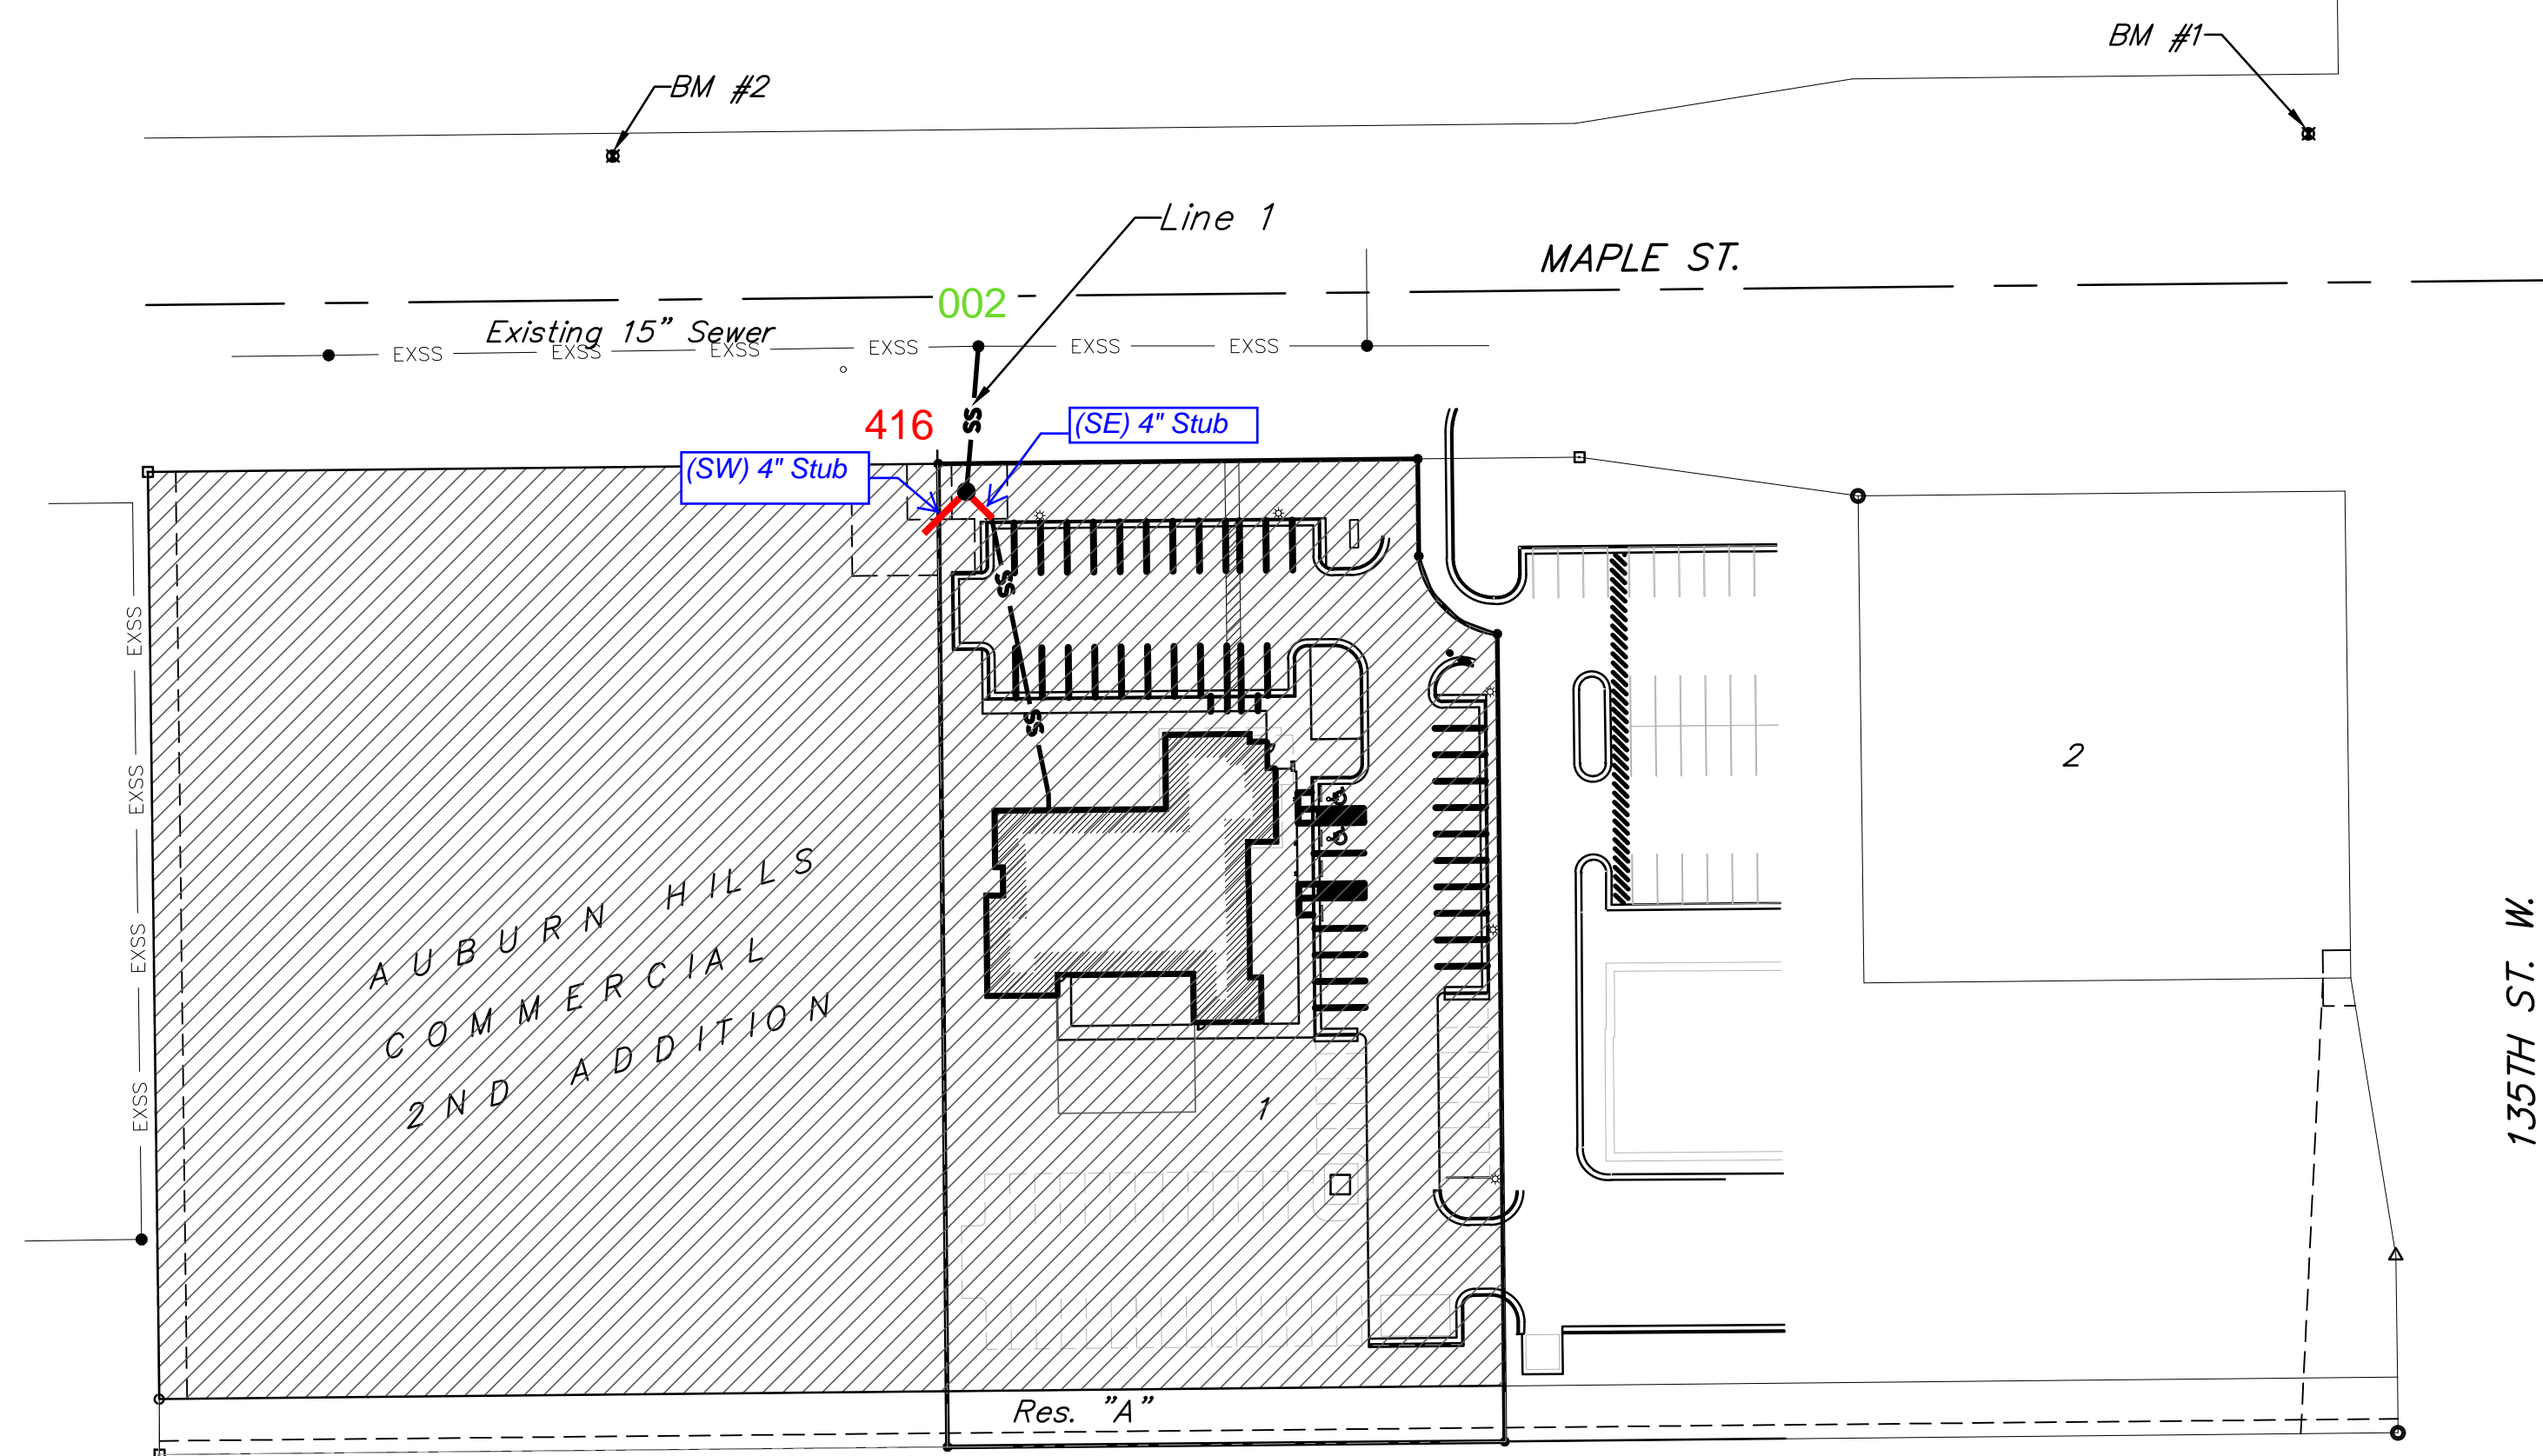 BM #1
BM #2
Line 1
MAPLE ST.
002
Existing 15” Sewer
EXSS EXSS EXSS EXSS EXSS EXSS
416
SS
(SE) 4" Stub
(SW) 4" Stub
SS
EXSS
SS
2
EXSS
AUBURN HILLS
COMMERCIAL
2ND ADDITION
EXSS
135TH ST. W.
EXSS
1
Res. ”A”